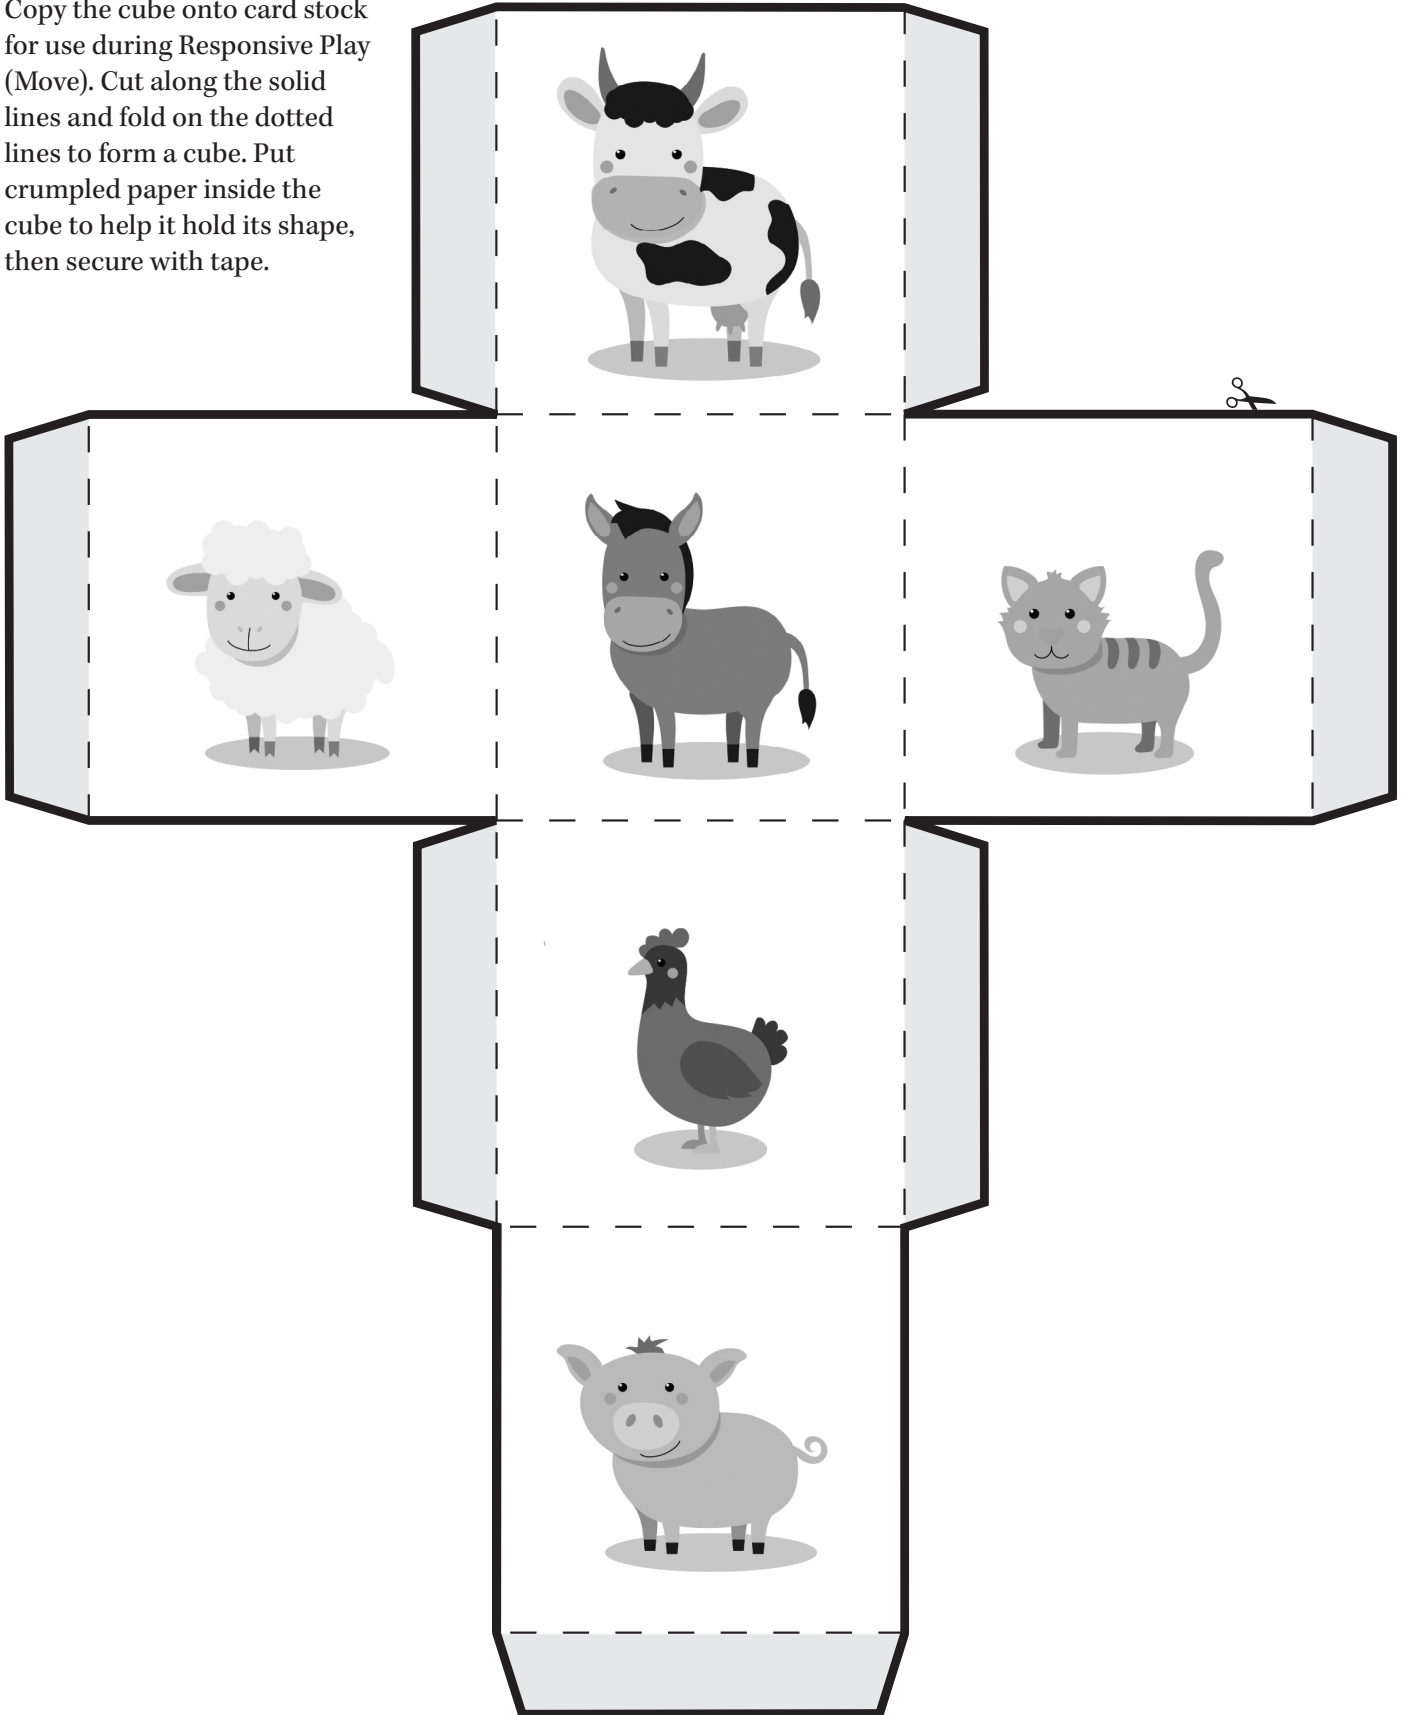 Copy the cube onto card stock
for use during Responsive Play
(Move). Cut along the solid
lines and fold on the dotted
lines to form a cube. Put
crumpled paper inside the
cube to help it hold its shape,
then secure with tape.